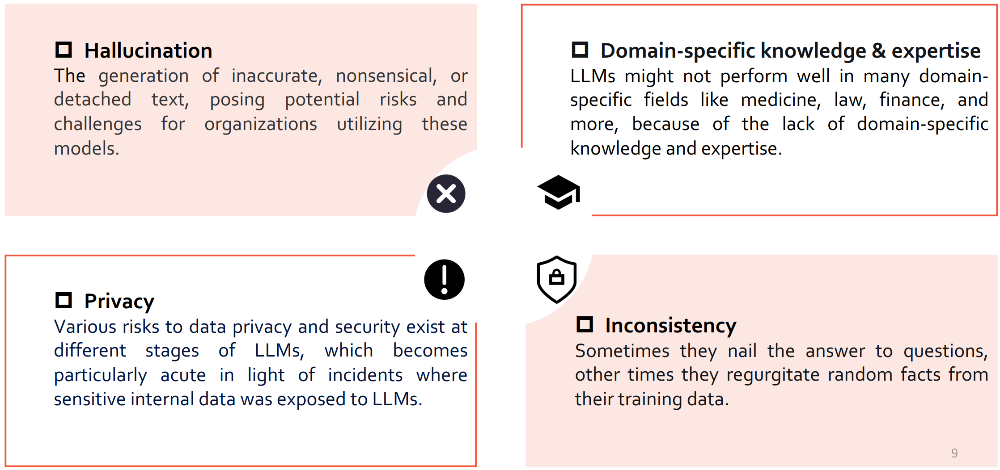 Hallucination
The generation of inaccurate, nonsensical, or
detached text, posing potential risks and
challenges for organizations utilizing these
models.
Domain-specific knowledge & expertise
LLMs might not perform well in many domain-
specific fields like medicine, law, finance, and
more, because of the lack of domain-specific
knowledge and expertise.
Privacy
Various risks to data privacy and security exist at
different stages of LLMs, which becomes
particularly acute in light of incidents where
sensitive internal data was exposed to LLMs.
Inconsistency
Sometimes they nail the answer to questions,
other times they regurgitate random facts from
their training data.
9